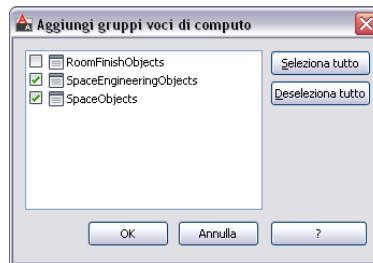 Aggiungi gruppi voci di computo
RoomFinishObjects
SpaceEngineeringObjects
SpaceObjects
Seleziona tutto
Deseleziona tutto
OK
Annulla
?